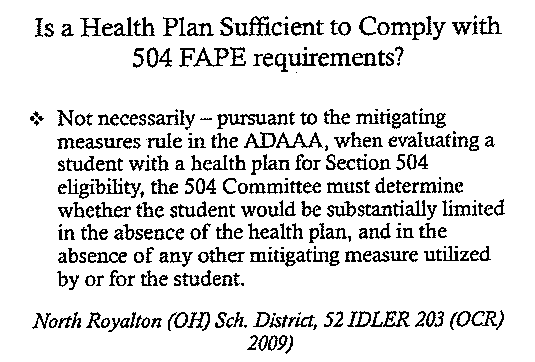 Is a Health Plan Sufficient to Comply with
504 FAPE requirements?
❖ Not necessarily – pursuant to the mitigating
measures rule in the ADAAA, when evaluating a
student with a health plan for Section 504
eligibility, the 504 Committee must determine
whether the student would be substantially limited
in the absence of the health plan, and in the
absence of any other mitigating measure utilized
by or for the student.
North Royalton (OH) Sch. District, 52 IDLER 203 (OCR)
2009)